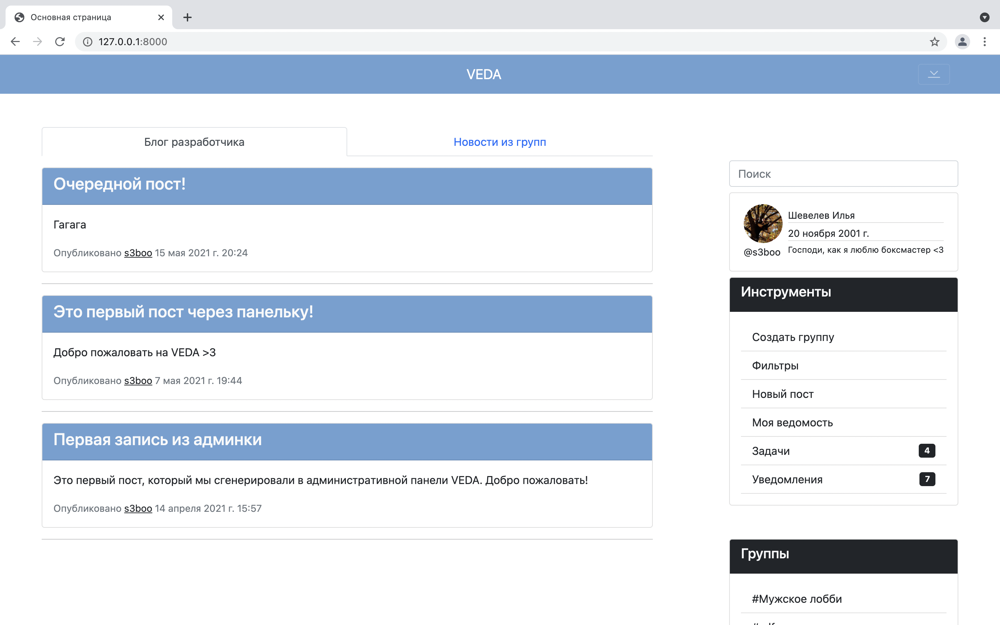 Основная страница
127.0.0.1:8000
VEDA
Блог разработчика
Новости из групп
Очередной пост!
Гагага
Опубликовано s3boo 15 мая 2021 г. 20:24
Это первый пост через панельку!
Добро пожаловать на VEDA >3
Опубликовано s3boo 7 мая 2021 г. 19:44
Первая запись из админки
Это первый пост, который мы сгенерировали в административной панели VEDA. Добро пожаловать!
Опубликовано s3boo 14 апреля 2021 г. 15:57
Поиск
Шевелев Илья
20 ноября 2001 г.
Господи, как я люблю боксмастер <3
@s3boo
Инструменты
Создать группу
Фильтры
Новый пост
Моя ведомость
Задачи 4
Уведомления 7
Группы
#Мужское лобби